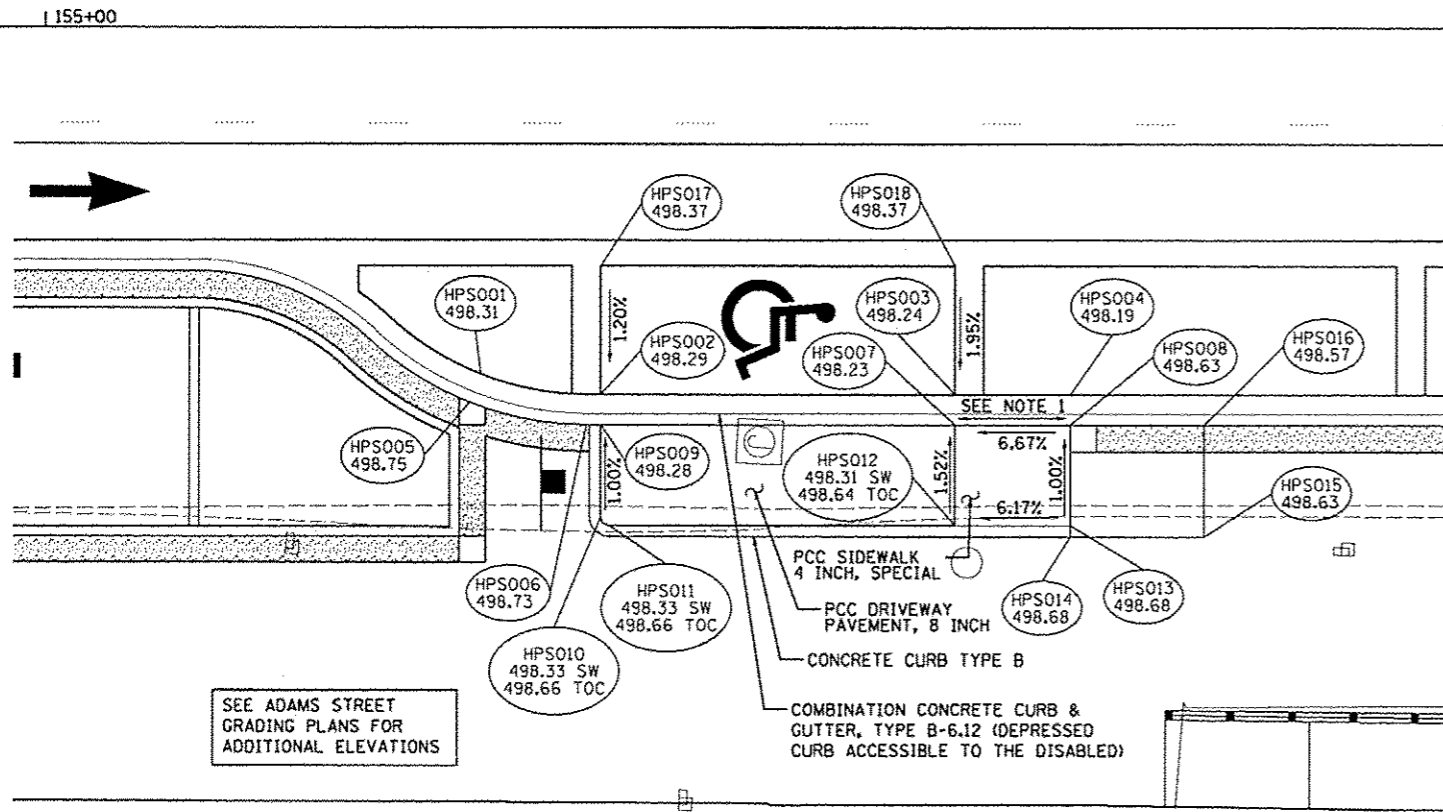 155+00
HPS017
498.37
HPS018
498.37
HPS001
498.31
1.20%
HPS002
498.29
HPS003
498.24
1.95%
HPS004
498.19
HPS007
498.23
HPS008
498.63
HPS016
498.57
SEE NOTE 1
6.67%
HPS005
498.75
1.00%
HPS009
498.28
HPS012
498.31 SW
498.64 TOC
1.52%
1.00%
6.17%
HPS015
498.63
HPS006
498.73
HPS011
498.33 SW
498.66 TOC
PCC SIDEWALK
4 INCH, SPECIAL
HPS014
498.68
HPS013
498.68
PCC DRIVEWAY
PAVEMENT, 8 INCH
HPS010
498.33 SW
498.66 TOC
CONCRETE CURB TYPE B
SEE ADAMS STREET
GRADING PLANS FOR
ADDITIONAL ELEVATIONS
COMBINATION CONCRETE CURB &
GUTTER, TYPE B-6.12 (DEPRESSED
CURB ACCESSIBLE TO THE DISABLED)